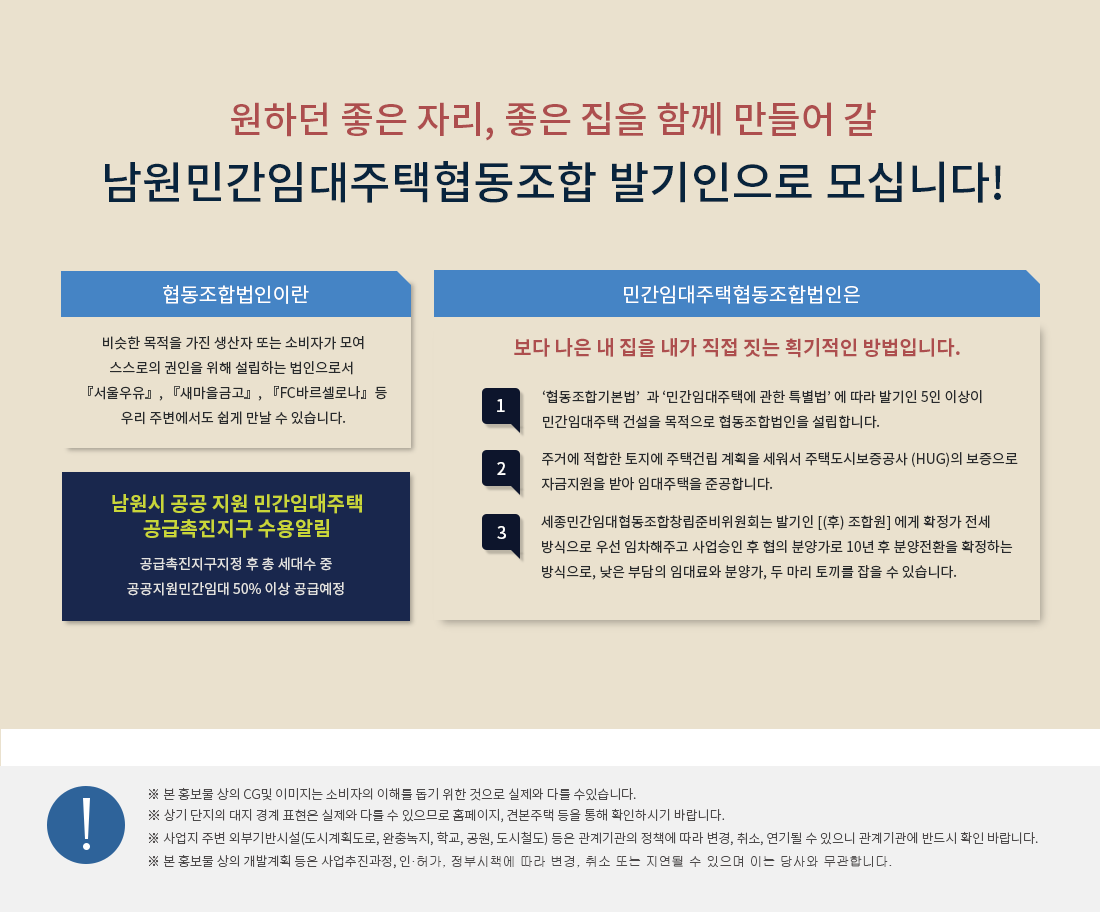 원하던 좋은 자리, 좋은 집을 함께 만들어 갈
남원민간임대주택협동조합 발기인으로 모십니다!
협동조합법인이란
비슷한 목적을 가진 생산자 또는 소비자가 모여
스스로의 권인을 위해 설립하는 법인으로서
『서울우유』, 『새마을금고』, 『FC바르셀로나』 등
우리 주변에서도 쉽게 만날 수 있습니다.
남원시 공공 지원 민간임대주택
공급촉진지구 수용알림
공급촉진지구지정 후 총 세대수 중
공공지원민간임대 50% 이상 공급예정
민간임대주택협동조합법인은
보다 나은 내 집을 내가 직접 짓는 획기적인 방법입니다.
1
‘협동조합기본법’ 과 ‘민간임대주택에 관한 특별법’ 에 따라 발기인 5인 이상이
민간임대주택 건설을 목적으로 협동조합법인을 설립합니다.
2
주거에 적합한 토지에 주택건립 계획을 세워서 주택도시보증공사 (HUG)의 보증으로
자금지원을 받아 임대주택을 준공합니다.
3
세종민간임대협동조합창립준비위원회는 발기인 [(후) 조합원] 에게 확정가 전세
방식으로 우선 임차해주고 사업승인 후 협의 분양가로 10년 후 분양전환을 확정하는
방식으로, 낮은 부담의 임대료와 분양가, 두 마리 토끼를 잡을 수 있습니다.
!
※ 본 홍보물 상의 CG및 이미지는 소비자의 이해를 돕기 위한 것으로 실제와 다를 수있습니다.
※ 상기 단지의 대지 경계 표현은 실제와 다를 수 있으므로 홈페이지, 견본주택 등을 통해 확인하시기 바랍니다.
※ 사업지 주변 외부기반시설(도시계획도로, 완충녹지, 학교, 공원, 도시철도) 등은 관계기관의 정책에 따라 변경, 취소, 연기될 수 있으니 관계기관에 반드시 확인 바랍니다.
※ 본 홍보물 상의 개발계획 등은 사업추진과정, 인·허가, 정부시책에 따라 변경, 취소 또는 지연될 수 있으며 이는 당사와 무관합니다.